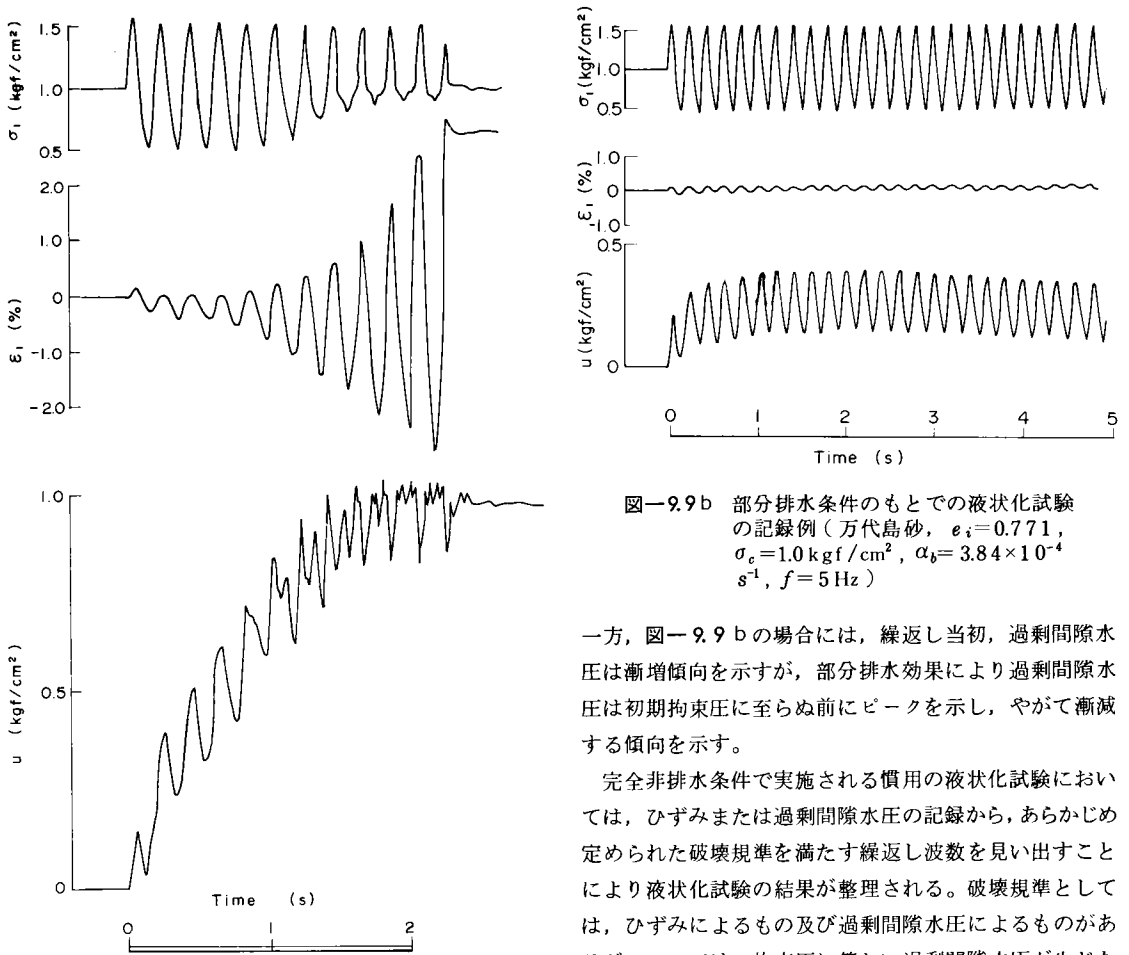 σ₁ (kgf/cm²)
1.5
1.0
0.5
ε₁ (%)
2.0
1.0
0
-1.0
-2.0
u (kgf/cm²)
1.0
0.5
0
Time (s)
0 1 2
σ₁ (kgf/cm²)
1.5
1.0
0.5
ε₁ (%)
1.0
0
-1.0
u (kgf/cm²)
0.5
0
0 1 2 3 4 5
Time (s)
図―9.9b 部分排水条件のもとでの液状化試験
の記録例(万代島砂, eᵢ=0.771,
σc=1.0kgf/cm², αb=3.84×10⁻⁴
s⁻¹, f=5Hz)
一方,図―9.9bの場合には,繰返し当初,過剰間隙水
圧は漸増傾向を示すが,部分排水効果により過剰間隙水
圧は初期拘束圧に至らぬ前にピークを示し,やがて漸減
する傾向を示す。
完全非排水条件で実施される慣用の液状化試験におい
ては,ひずみまたは過剰間隙水圧の記録から,あらかじめ
定められた破壊規準を満たす繰返し波数を見い出すこと
により液状化試験の結果が整理される。破壊規準として
は,ひずみによるもの及び過剰間隙水圧によるものがあ